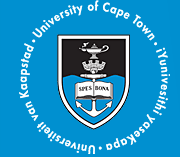 University of Cape Town · iYunivesithi yaseKapa · Universiteit van Kaapstad ·
SPES BONA